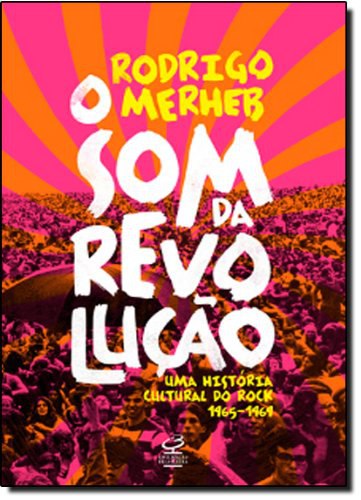 RODRIGO
MERHEB
O
SOM
DA
REVO
LUÇÃO
UMA HISTÓRIA
CULTURAL DO ROCK
1965-1969